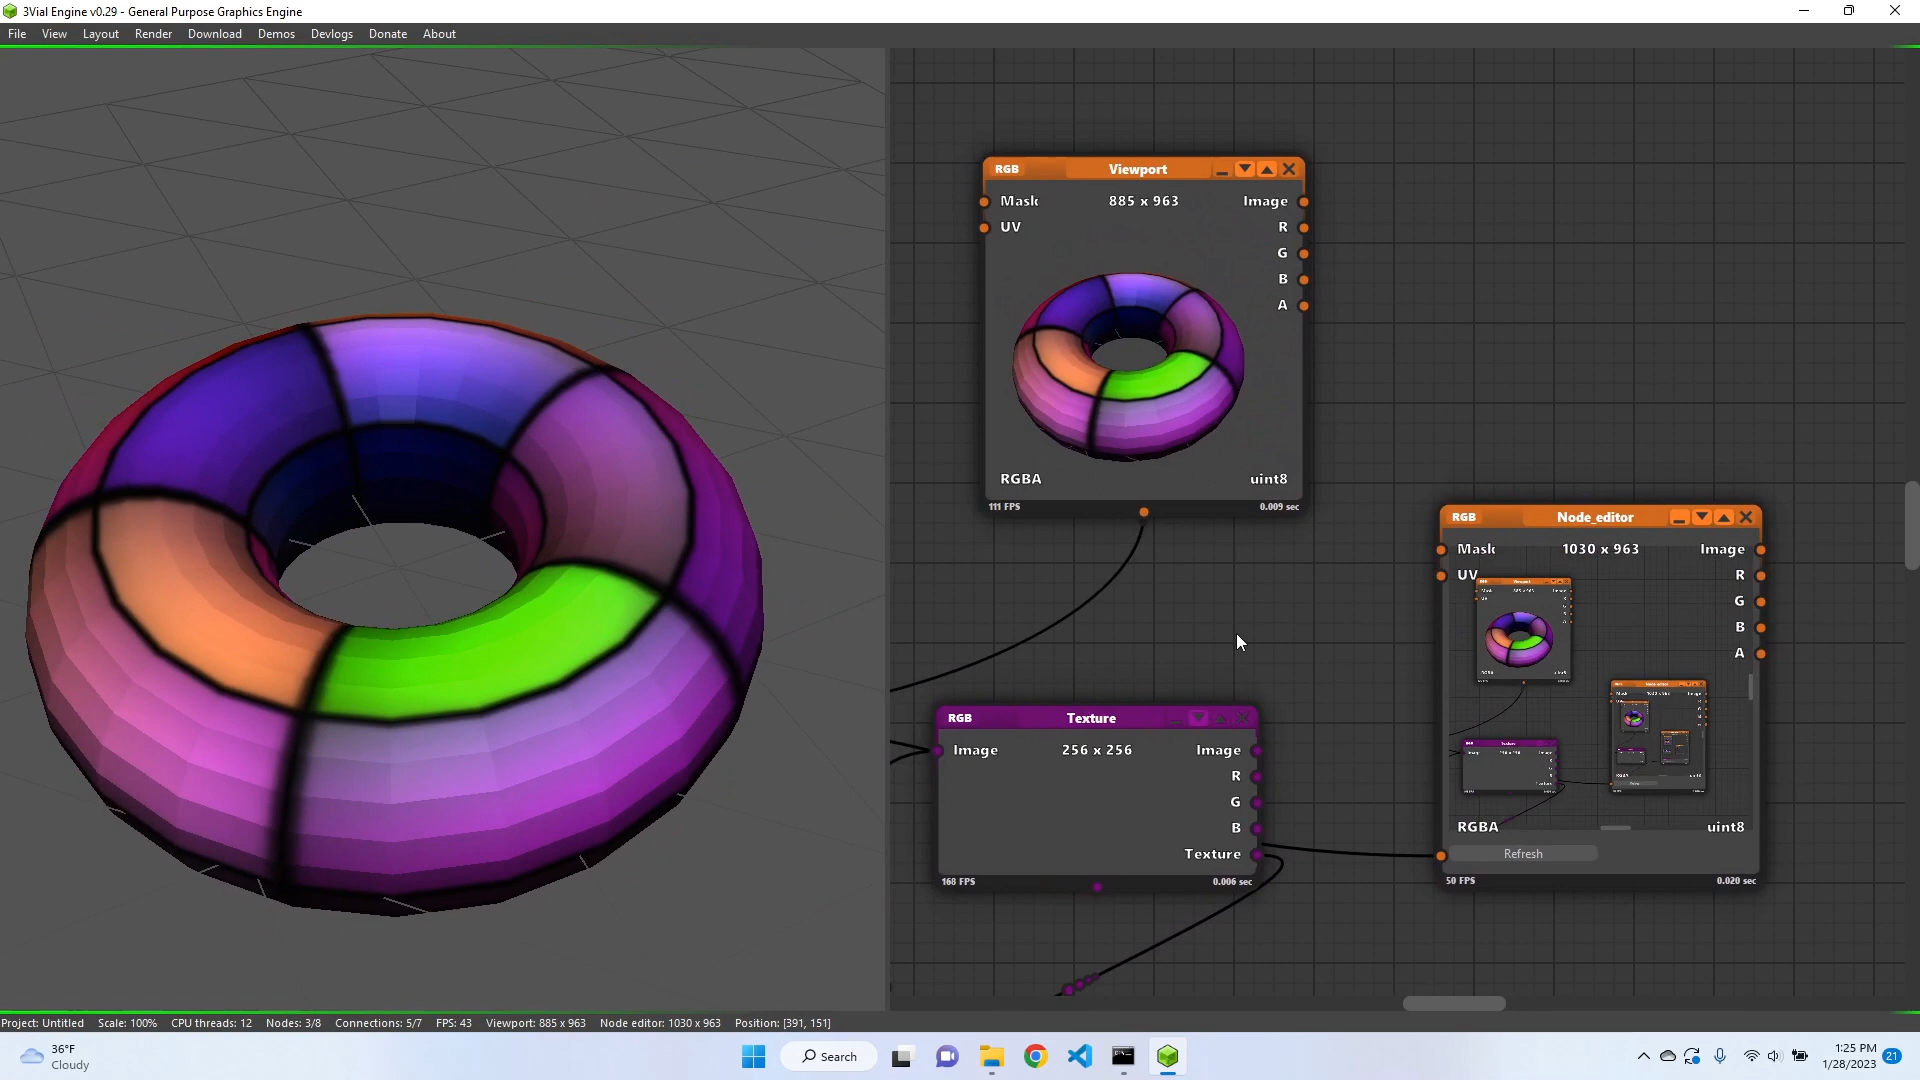 3Vial Engine v0.29 - General Purpose Graphics Engine
File View Layout Render Download Demos Devlogs Donate About
RGB Viewport
Mask 885 x 963 Image
UV R
G
B
A
RGBA uint8
111 FPS 0.009 sec
RGB Node_editor
Mask 1030 x 963 Image
UV R
G
B
A
RGBA uint8
Refresh
50 FPS 0.020 sec
RGB Texture
Image 256 x 256 Image
R
G
B
Texture
168 FPS 0.006 sec
Project: Untitled Scale: 100% CPU threads: 12 Nodes: 3/8 Connections: 5/7 FPS: 43 Viewport: 885 x 963 Node editor: 1030 x 963 Position: [391, 151]
36°F
Cloudy
Search
1:25 PM
1/28/2023
21